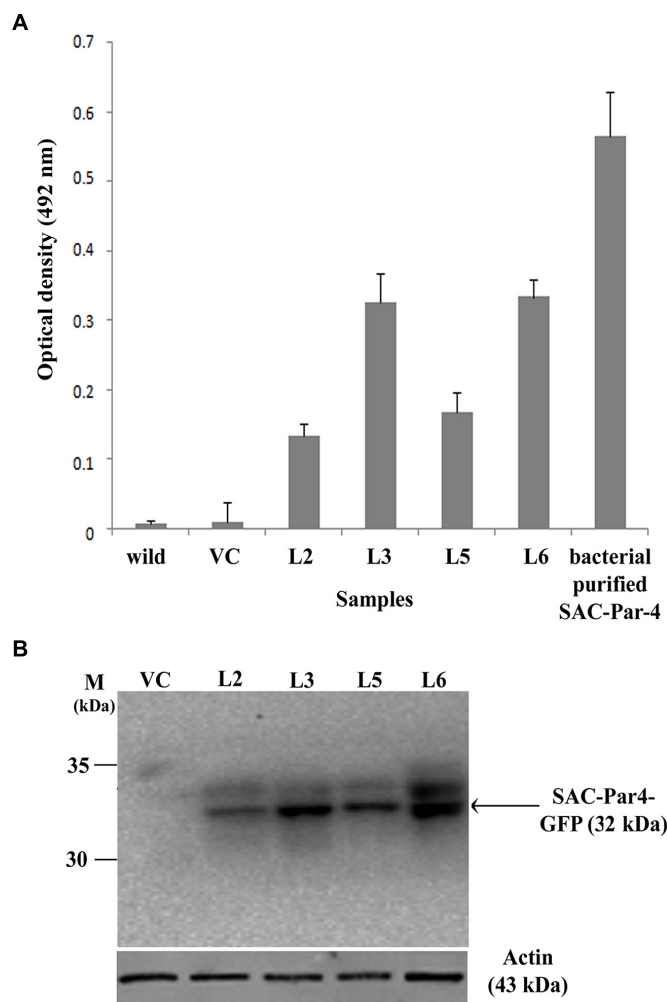 A
0.7
0.6
0.5
0.4
0.3
0.2
0.1
0
Optical density (492 nm)
wild VC L2 L3 L5 L6 bacterial
purified
SAC-Par-4
Samples
B
M
(kDa)
VC L2 L3 L5 L6
35
30
SAC-Par4-
GFP (32 kDa)
Actin
(43 kDa)